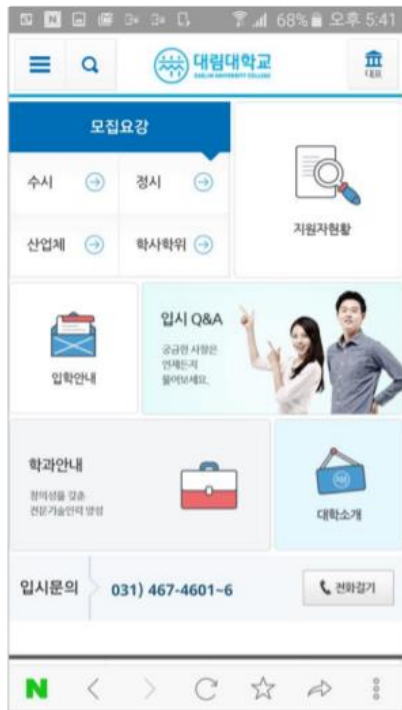 68% 오후 5:41
대림대학교
DAELIM UNIVERSITY COLLEGE
대표
모집요강
수시
정시
산업체
학사학위
지원자현황
입학안내
입시 Q&A
궁금한 사항은
언제든지
물어보세요.
학과안내
창의성을 갖춘
전문기술인력 양성
대학소개
입시문의
031) 467-4601~6
전화걸기
N